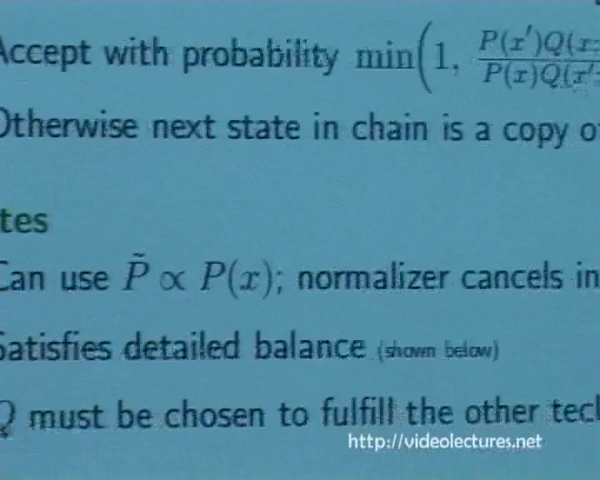 Accept with probability min(1, P(x')Q(x; / P(x)Q(x';
Otherwise next state in chain is a copy o
tes
Can use P̃ ∝ P(x); normalizer cancels in
Satisfies detailed balance (shown below)
Q must be chosen to fulfill the other tec
http://videolectures.net